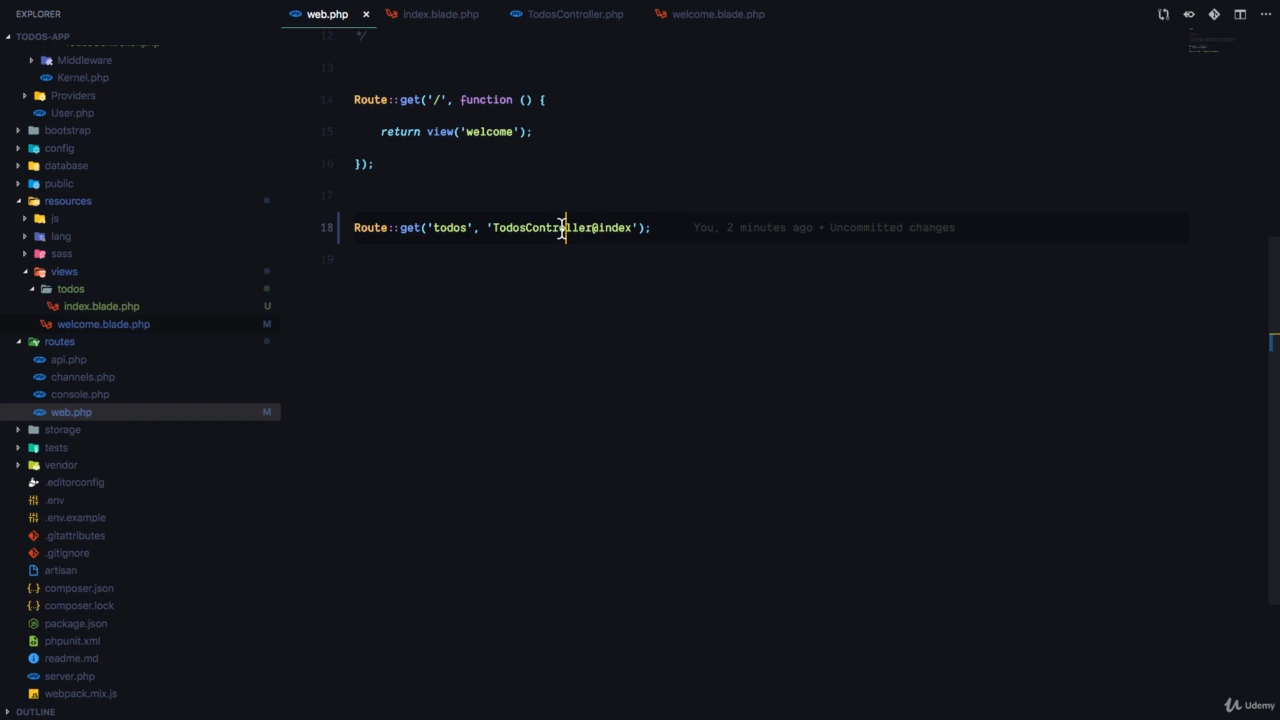 EXPLORER
web.php ×
index.blade.php
TodosController.php
welcome.blade.php
TODOS-APP
Middleware
Kernel.php
Providers
User.php
bootstrap
config
database
public
resources
js
lang
sass
views
todos
index.blade.php U
welcome.blade.php M
routes
api.php
channels.php
console.php
web.php M
storage
tests
vendor
.editorconfig
.env
.env.example
.gitattributes
.gitignore
artisan
composer.json
composer.lock
package.json
phpunit.xml
readme.md
server.php
webpack.mix.js
OUTLINE
12 */
13
14 Route::get('/', function () {
15 return view('welcome');
16 });
17
18 Route::get('todos', 'TodosController@index'); You, 2 minutes ago • Uncommitted changes
19
Udemy